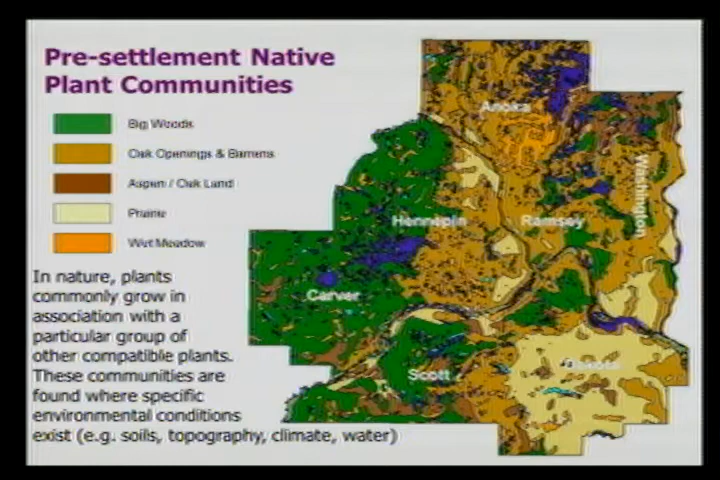 Pre-settlement Native
Plant Communities
Big Woods
Oak Openings & Barrens
Aspen / Oak Land
Prairie
Wet Meadow
In nature, plants
commonly grow in
association with a
particular group of
other compatible plants.
These communities are
found where specific
environmental conditions
exist (e.g. soils, topography, climate, water)
Anoka
Washington
Hennepin
Ramsey
Carver
Scott
Dakota